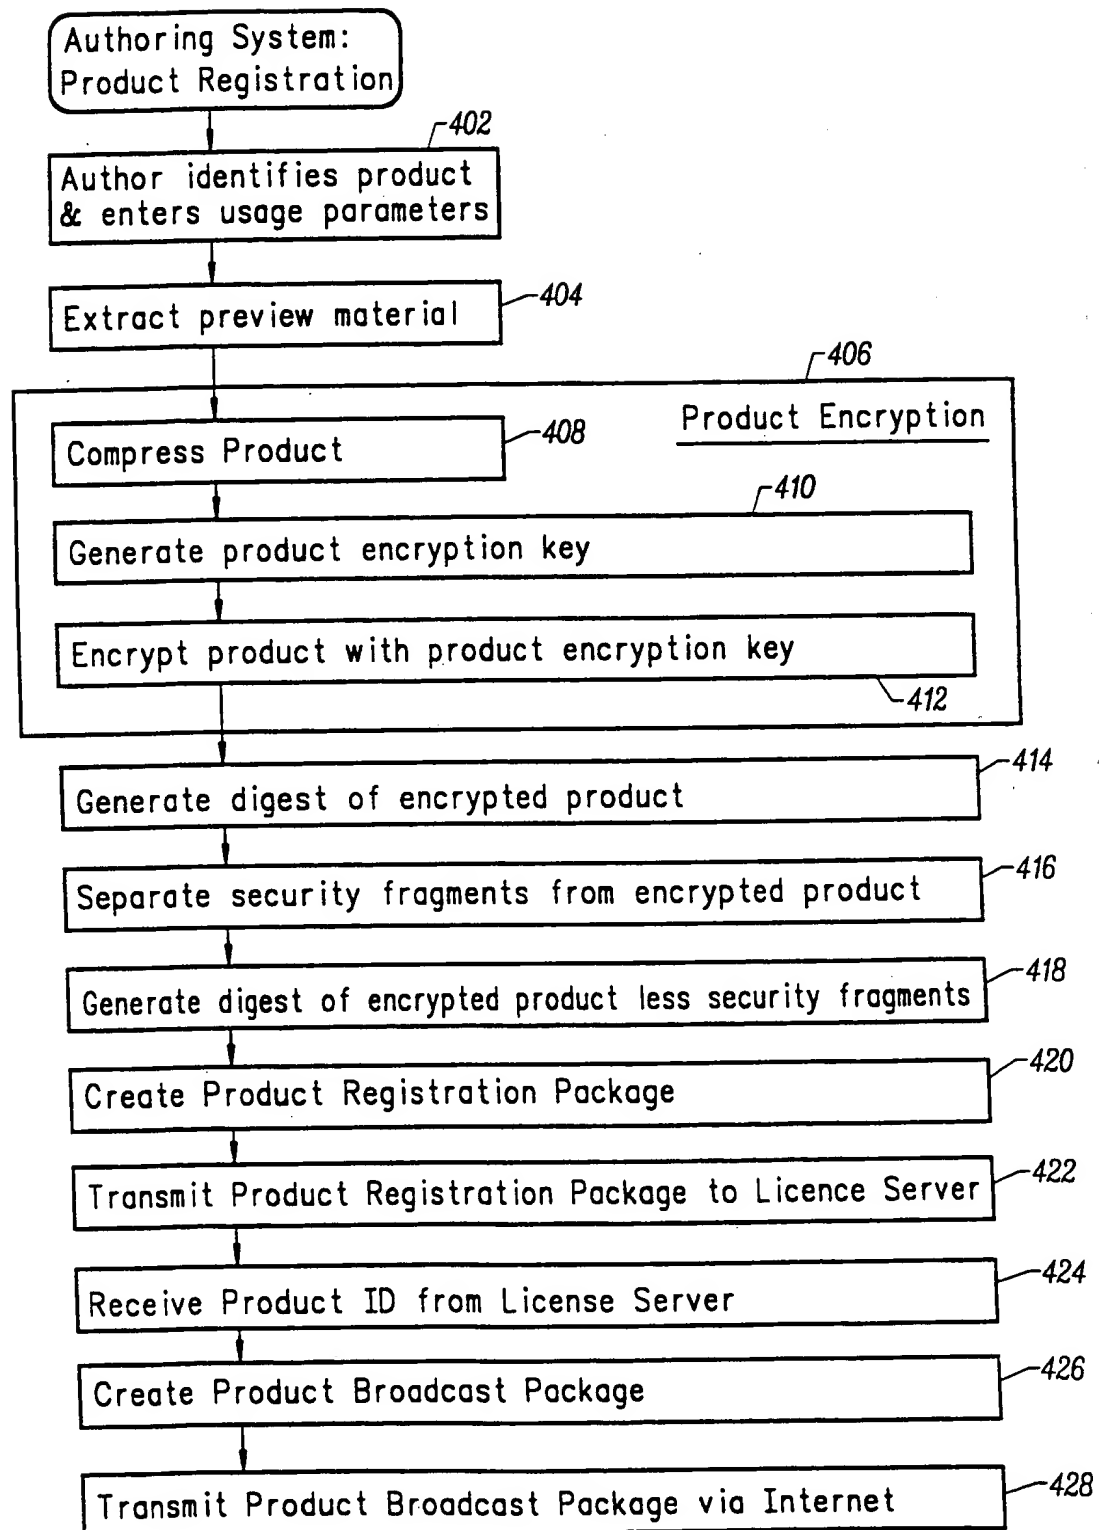 Authoring System:
Product Registration
402
Author identifies product
& enters usage parameters
404
Extract preview material
406
Product Encryption
408
Compress Product
410
Generate product encryption key
Encrypt product with product encryption key
412
414
Generate digest of encrypted product
416
Separate security fragments from encrypted product
418
Generate digest of encrypted product less security fragments
420
Create Product Registration Package
422
Transmit Product Registration Package to Licence Server
424
Receive Product ID from License Server
426
Create Product Broadcast Package
428
Transmit Product Broadcast Package via Internet